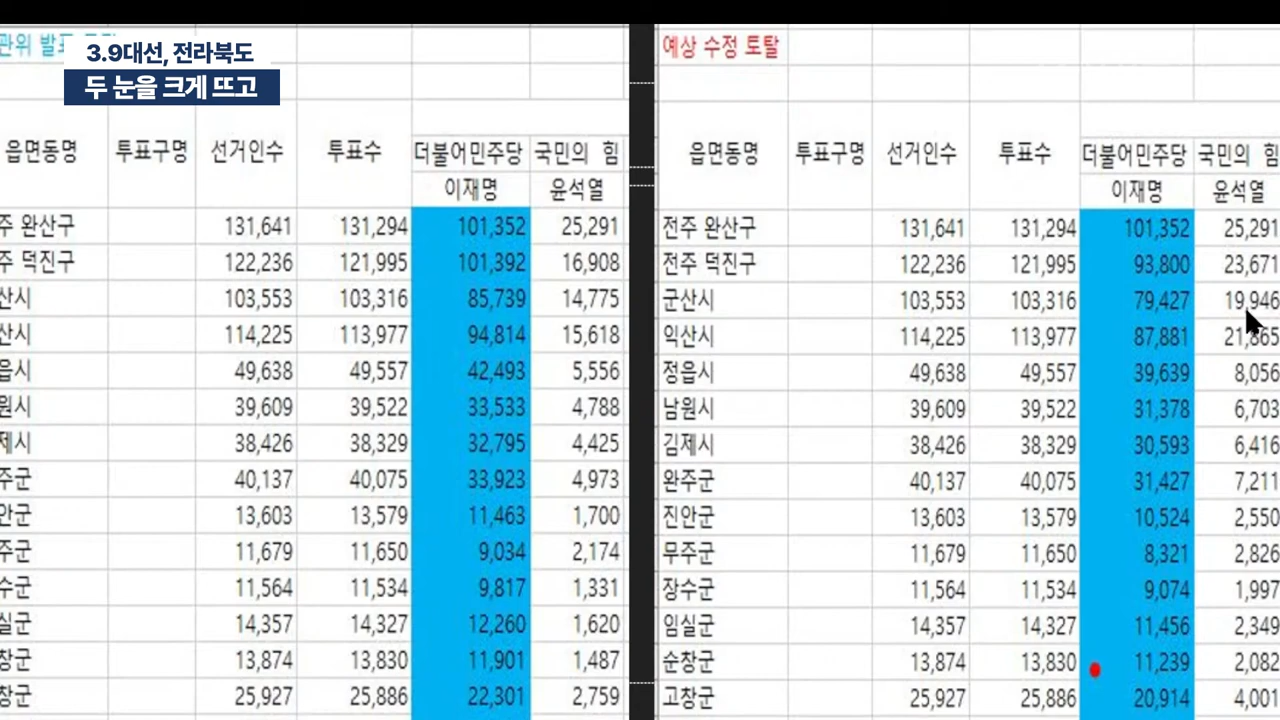 관위 발표
3.9대선, 전라북도
두 눈을 크게 뜨고
읍면동명 투표구명 선거인수 투표수 더불어민주당 국민의 힘
이재명 윤석열
주 완산구 131,641 131,294 101,352 25,291
주 덕진구 122,236 121,995 101,392 16,908
산시 103,553 103,316 85,739 14,775
산시 114,225 113,977 94,814 15,618
읍시 49,638 49,557 42,493 5,556
원시 39,609 39,522 33,533 4,788
제시 38,426 38,329 32,795 4,425
주군 40,137 40,075 33,923 4,973
안군 13,603 13,579 11,463 1,700
주군 11,679 11,650 9,034 2,174
수군 11,564 11,534 9,817 1,331
실군 14,357 14,327 12,260 1,620
창군 13,874 13,830 11,901 1,487
창군 25,927 25,886 22,301 2,759
예상 수정 토탈
읍면동명 투표구명 선거인수 투표수 더불어민주당 국민의 힘
이재명 윤석열
전주 완산구 131,641 131,294 101,352 25,291
전주 덕진구 122,236 121,995 93,800 23,671
군산시 103,553 103,316 79,427 19,946
익산시 114,225 113,977 87,881 21,865
정읍시 49,638 49,557 39,639 8,056
남원시 39,609 39,522 31,378 6,703
김제시 38,426 38,329 30,593 6,416
완주군 40,137 40,075 31,427 7,211
진안군 13,603 13,579 10,524 2,550
무주군 11,679 11,650 8,321 2,826
장수군 11,564 11,534 9,074 1,997
임실군 14,357 14,327 11,456 2,349
순창군 13,874 13,830 11,239 2,082
고창군 25,927 25,886 20,914 4,001